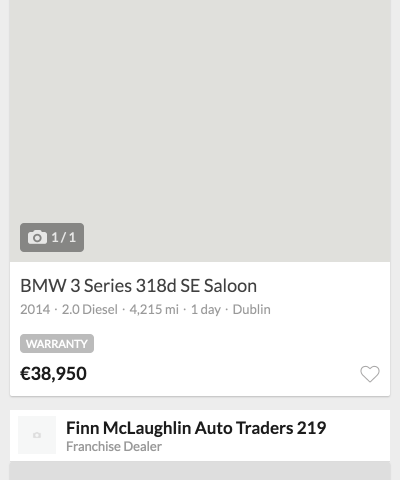 1 / 1
BMW 3 Series 318d SE Saloon
2014 · 2.0 Diesel · 4,215 mi · 1 day · Dublin
WARRANTY
€38,950
Finn McLaughlin Auto Traders 219
Franchise Dealer